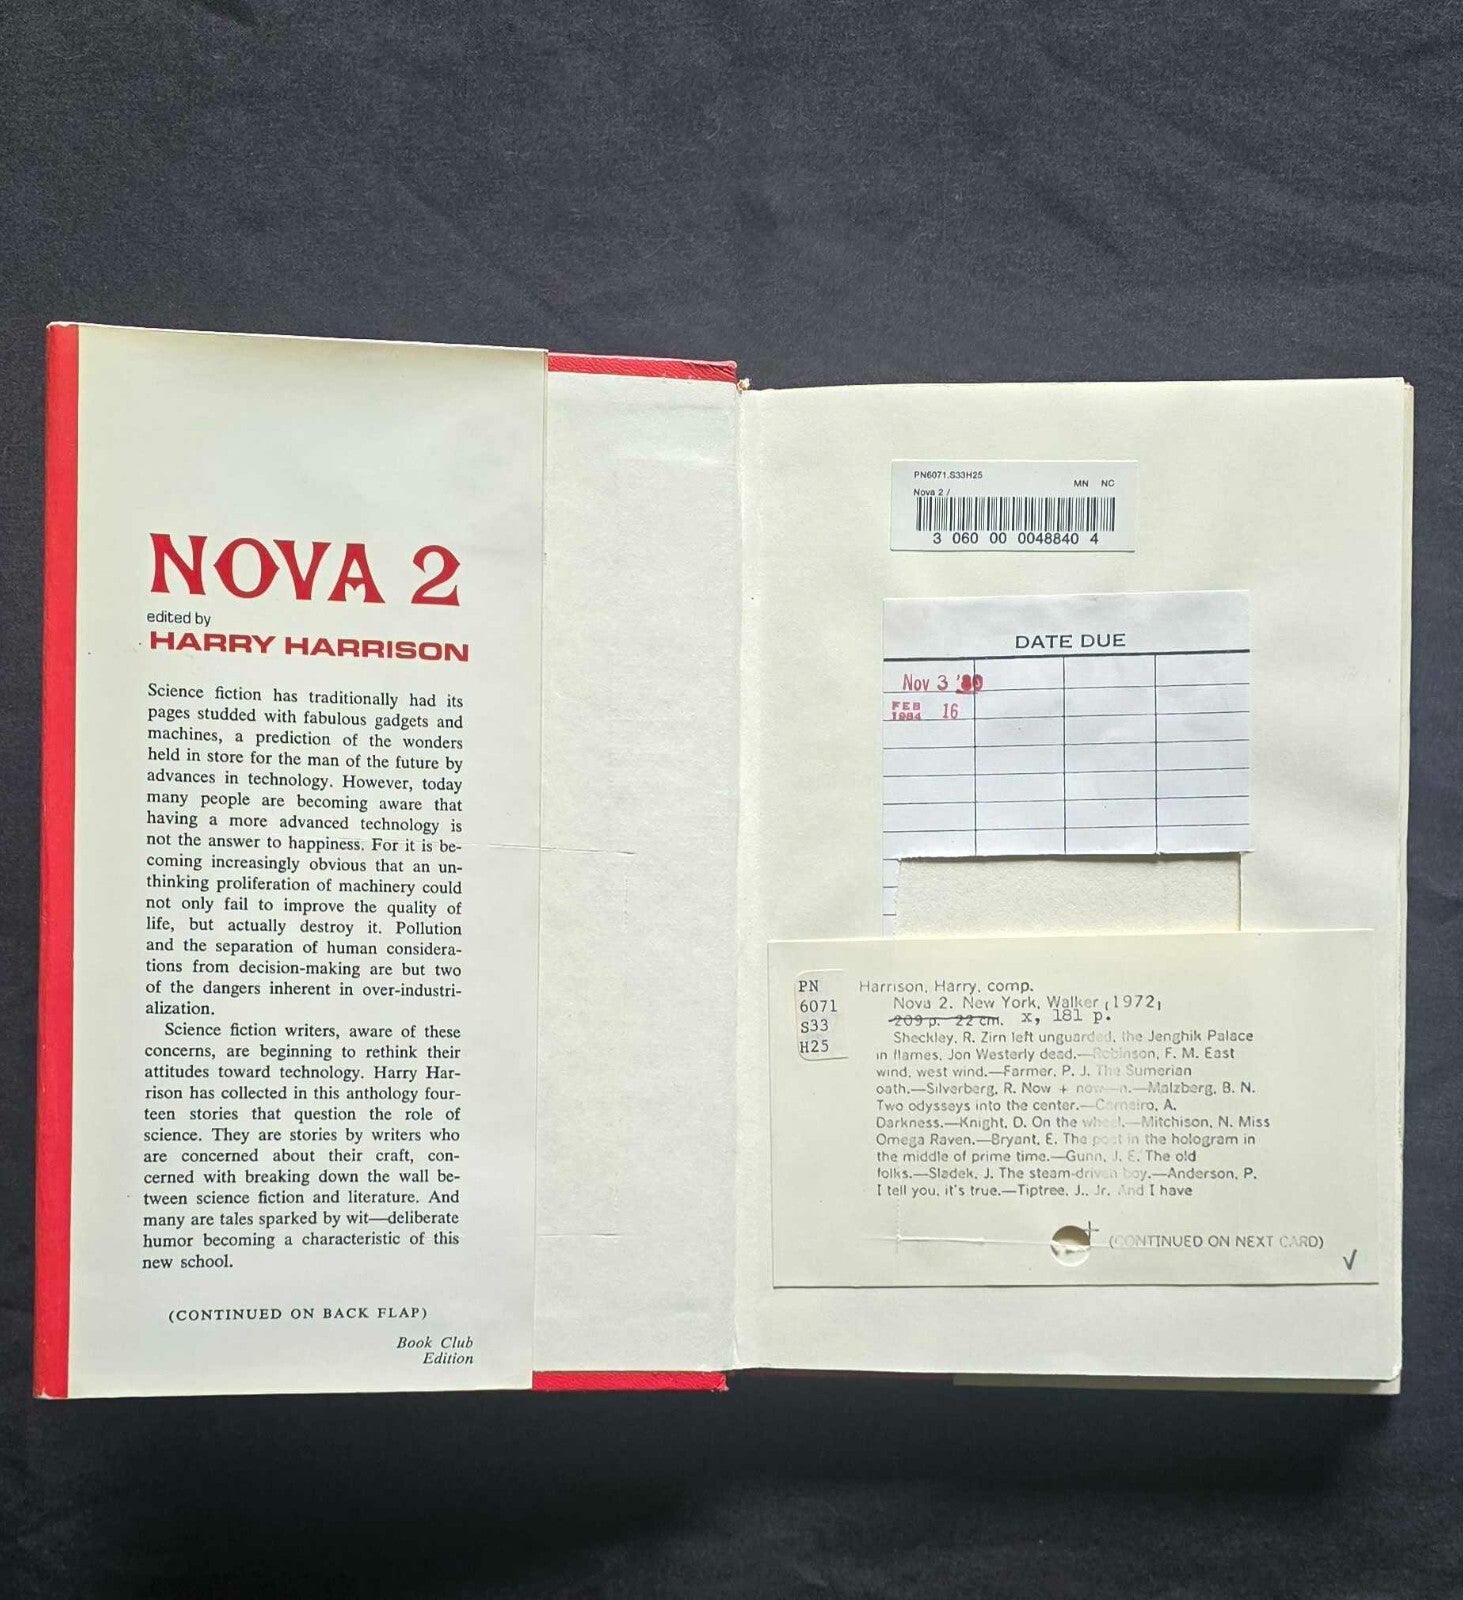 NOVA 2
edited by
HARRY HARRISON
Science fiction has traditionally had its
pages studded with fabulous gadgets and
machines, a prediction of the wonders
held in store for the man of the future by
advances in technology. However, today
many people are becoming aware that
having a more advanced technology is
not the answer to happiness. For it is be-
coming increasingly obvious that an un-
thinking proliferation of machinery could
not only fail to improve the quality of
life, but actually destroy it. Pollution
and the separation of human considera-
tions from decision-making are but two
of the dangers inherent in over-industri-
alization.
Science fiction writers, aware of these
concerns, are beginning to rethink their
attitudes toward technology. Harry Har-
rison has collected in this anthology four-
teen stories that question the role of
science. They are stories by writers who
are concerned about their craft, con-
cerned with breaking down the wall be-
tween science fiction and literature. And
many are tales sparked by wit—deliberate
humor becoming a characteristic of this
new school.
(CONTINUED ON BACK FLAP)
Book Club
Edition
PN6071.S33H25
MN NC
Nova 2 /
3 060 00 0048840 4
DATE DUE
Nov 3 '80
FEB 16
1984
PN
6071
S33
H25
Harrison, Harry, comp.
Nova 2. New York, Walker [1972]
209 p. 22 cm. x, 181 p.
Sheckley, R. Zirn left unguarded, the Jenghik Palace
in flames, Jon Westerly dead.—Robinson, F. M. East
wind, west wind.—Farmer, P. J. The Sumerian
oath.—Silverberg, R. Now + now—n.—Malzberg, B. N.
Two odysseys into the center.—Carneiro, A.
Darkness.—Knight, D. On the wheel.—Mitchison, N. Miss
Omega Raven.—Bryant, E. The poet in the hologram in
the middle of prime time.—Gunn, J. E. The old
folks.—Sladek, J. The steam-driven boy.—Anderson, P.
I tell you, it's true.—Tiptree, J., Jr. And I have
(CONTINUED ON NEXT CARD)